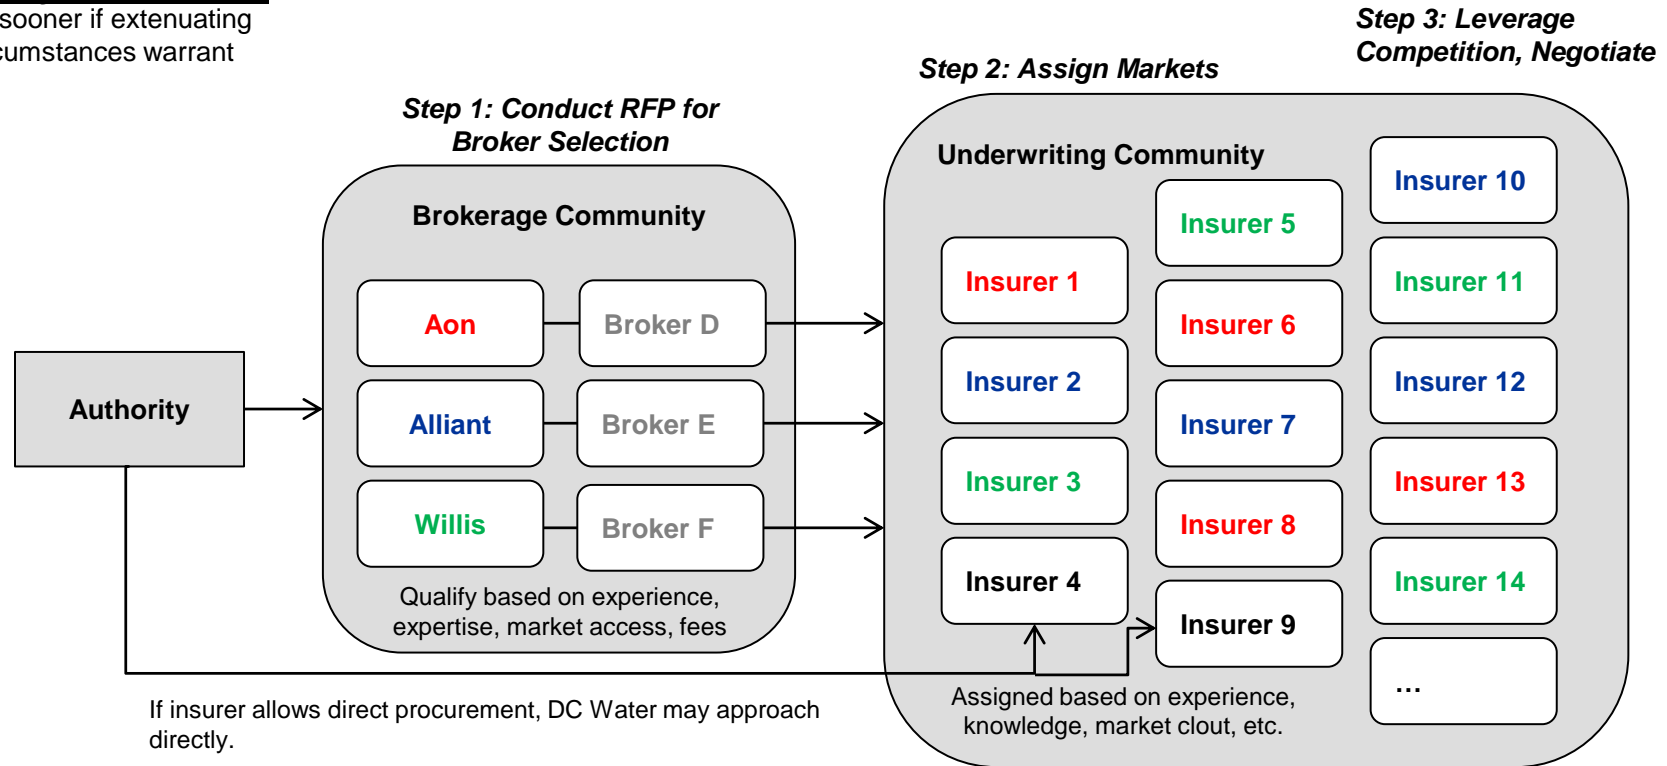 sooner if extenuating
cumstances warrant
Step 1: Conduct RFP for
Broker Selection
Step 2: Assign Markets
Step 3: Leverage
Competition, Negotiate
Authority
Brokerage Community
Aon
Broker D
Alliant
Broker E
Willis
Broker F
Qualify based on experience,
expertise, market access, fees
If insurer allows direct procurement, DC Water may approach
directly.
Underwriting Community
Insurer 1
Insurer 2
Insurer 3
Insurer 4
Insurer 5
Insurer 6
Insurer 7
Insurer 8
Insurer 9
Insurer 10
Insurer 11
Insurer 12
Insurer 13
Insurer 14
...
Assigned based on experience,
knowledge, market clout, etc.